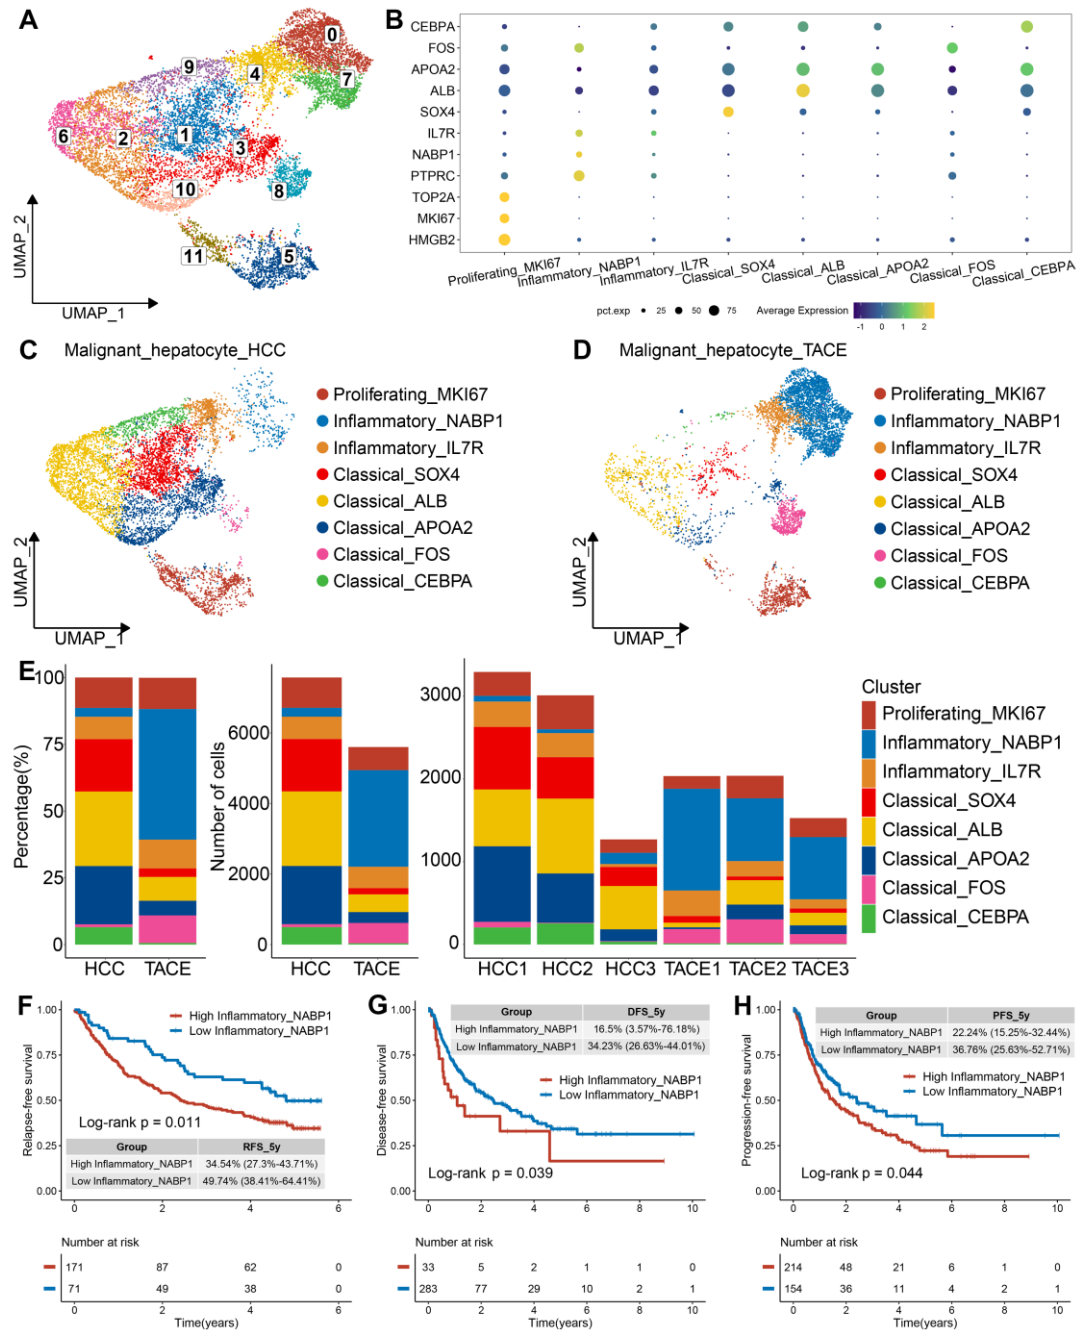 A
0
9
4
7
6
2
1
3
10
8
11
5
UMAP_2
UMAP_1
B
CEBPA
FOS
APOA2
ALB
SOX4
IL7R
NABP1
PTPRC
TOP2A
MKI67
HMGB2
Proliferating_MKI67
Inflammatory_NABP1
Inflammatory_IL7R
Classical_SOX4
Classical_ALB
Classical_APOA2
Classical_FOS
Classical_CEBPA
pct.exp 25 50 75 Average Expression
-1 0 1 2
C Malignant_hepatocyte_HCC
Proliferating_MKI67
Inflammatory_NABP1
Inflammatory_IL7R
Classical_SOX4
Classical_ALB
Classical_APOA2
Classical_FOS
Classical_CEBPA
UMAP_2
UMAP_1
D Malignant_hepatocyte_TACE
Proliferating_MKI67
Inflammatory_NABP1
Inflammatory_IL7R
Classical_SOX4
Classical_ALB
Classical_APOA2
Classical_FOS
Classical_CEBPA
UMAP_2
UMAP_1
E
Percentage(%)
100
75
50
25
0
HCC TACE
Number of cells
6000
4000
2000
0
HCC TACE
3000
2000
1000
0
HCC1 HCC2 HCC3 TACE1 TACE2 TACE3
Cluster
Proliferating_MKI67
Inflammatory_NABP1
Inflammatory_IL7R
Classical_SOX4
Classical_ALB
Classical_APOA2
Classical_FOS
Classical_CEBPA
F
Relapse-free survival
1.00
0.75
0.50
0.25
0.00
High Inflammatory_NABP1
Low Inflammatory_NABP1
Log-rank p = 0.011
Group RFS_5y
High Inflammatory_NABP1 34.54% (27.3%-43.71%)
Low Inflammatory_NABP1 49.74% (38.41%-64.41%)
0 2 4 6
Number at risk
171 87 62 0
71 49 38 0
0 2 4 6
Time(years)
G
Disease-free survival
1.00
0.75
0.50
0.25
0.00
Group DFS_5y
High Inflammatory_NABP1 16.5% (3.57%-76.18%)
Low Inflammatory_NABP1 34.23% (26.63%-44.01%)
High Inflammatory_NABP1
Low Inflammatory_NABP1
Log-rank p = 0.039
0 2 4 6 8 10
Number at risk
33 5 2 1 1 0
283 77 29 10 2 1
0 2 4 6 8 10
Time(years)
H
Progression-free survival
1.00
0.75
0.50
0.25
0.00
Group PFS_5y
High Inflammatory_NABP1 22.24% (15.25%-32.44%)
Low Inflammatory_NABP1 36.76% (25.63%-52.71%)
High Inflammatory_NABP1
Low Inflammatory_NABP1
Log-rank p = 0.044
0 2 4 6 8 10
Number at risk
214 48 21 6 1 0
154 36 11 4 2 1
0 2 4 6 8 10
Time(years)